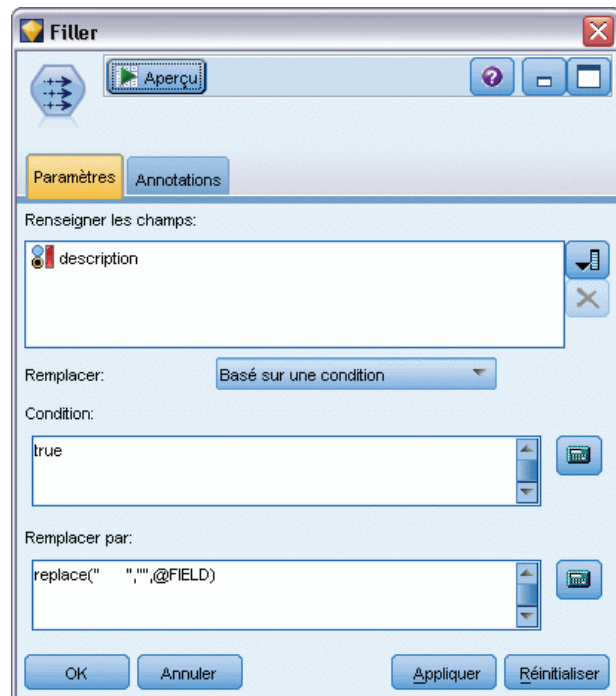 Filler
Aperçu
Paramètres
Annotations
Renseigner les champs:
description
Remplacer:
Basé sur une condition
Condition:
true
Remplacer par:
replace("      ","",@FIELD)
OK
Annuler
Appliquer
Réinitialiser